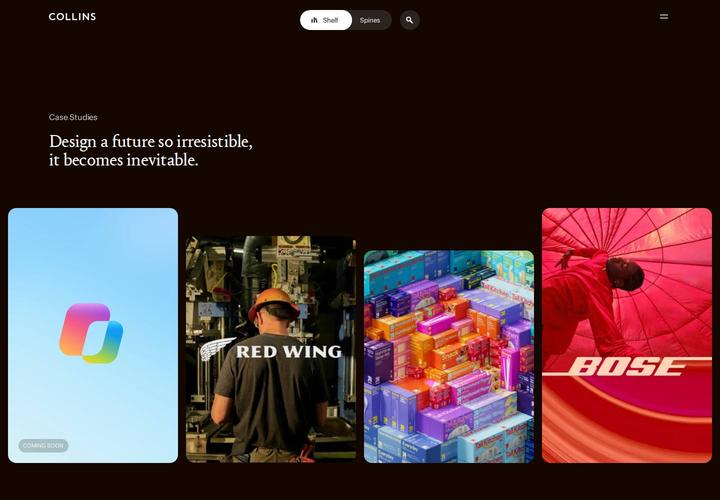 COLLINS
Shelf
Spines
Case Studies
Design a future so irresistible,
it becomes inevitable.
COMING SOON
RED WING
BOSE